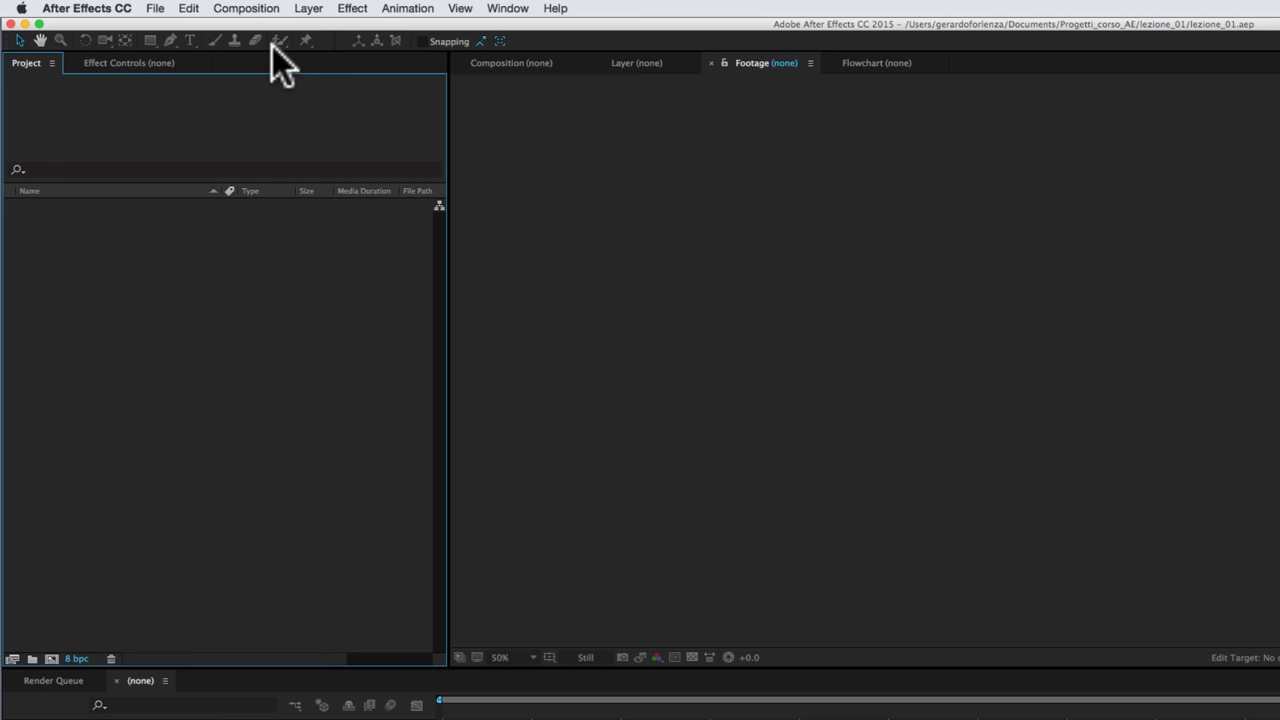 After Effects CC File Edit Composition Layer Effect Animation View Window Help
Adobe After Effects CC 2015 - /Users/gerardoforlenza/Documents/Progetti_corso_AE/lezione_01/lezione_01.aep
Snapping
Project Effect Controls (none) Composition (none) Layer (none) Footage (none) Flowchart (none)
Name Type Size Media Duration File Path
8 bpc 50% Still +0.0 Edit Target: No
Render Queue (none)